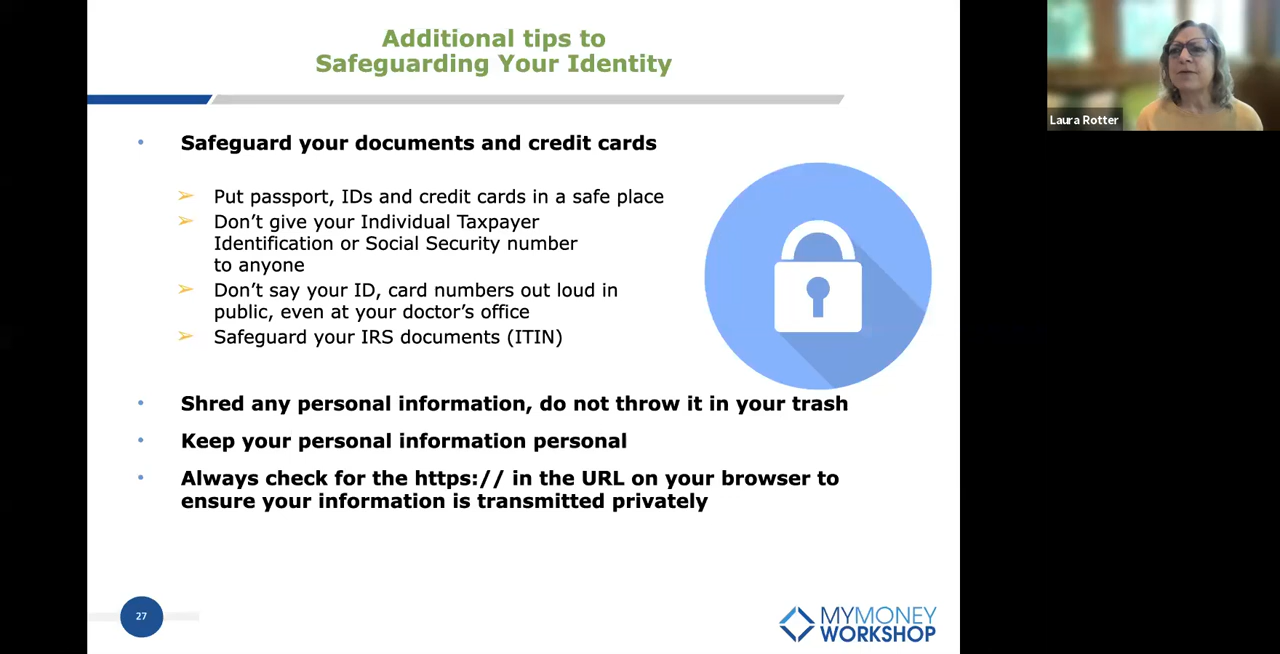 Additional tips to
Safeguarding Your Identity
Laura Rotter
• Safeguard your documents and credit cards
➢ Put passport, IDs and credit cards in a safe place
➢ Don’t give your Individual Taxpayer
Identification or Social Security number
to anyone
➢ Don’t say your ID, card numbers out loud in
public, even at your doctor’s office
➢ Safeguard your IRS documents (ITIN)
• Shred any personal information, do not throw it in your trash
• Keep your personal information personal
• Always check for the https:// in the URL on your browser to
ensure your information is transmitted privately
27
MYMONEY
WORKSHOP